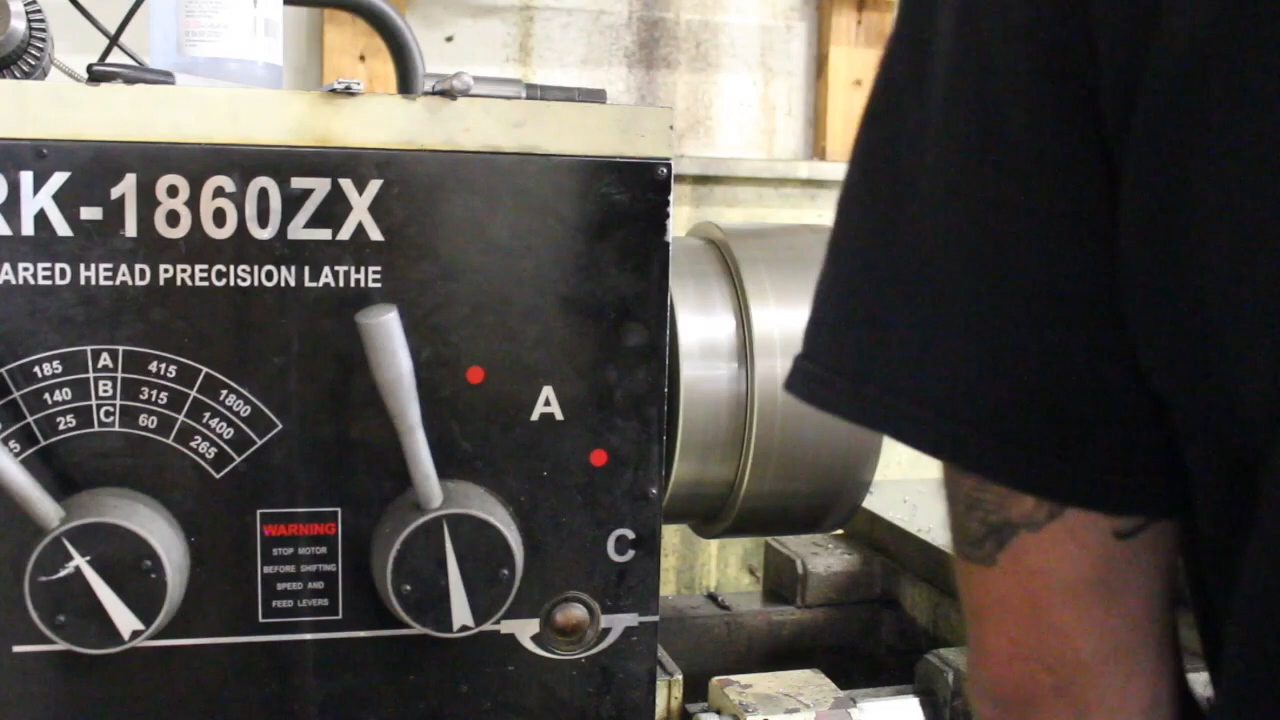 RK-1860ZX
ARED HEAD PRECISION LATHE
185 A 415 1800
140 B 315 1400
25 C 60 265
5
A
WARNING
STOP MOTOR
BEFORE SHIFTING
SPEED AND
FEED LEVERS
C